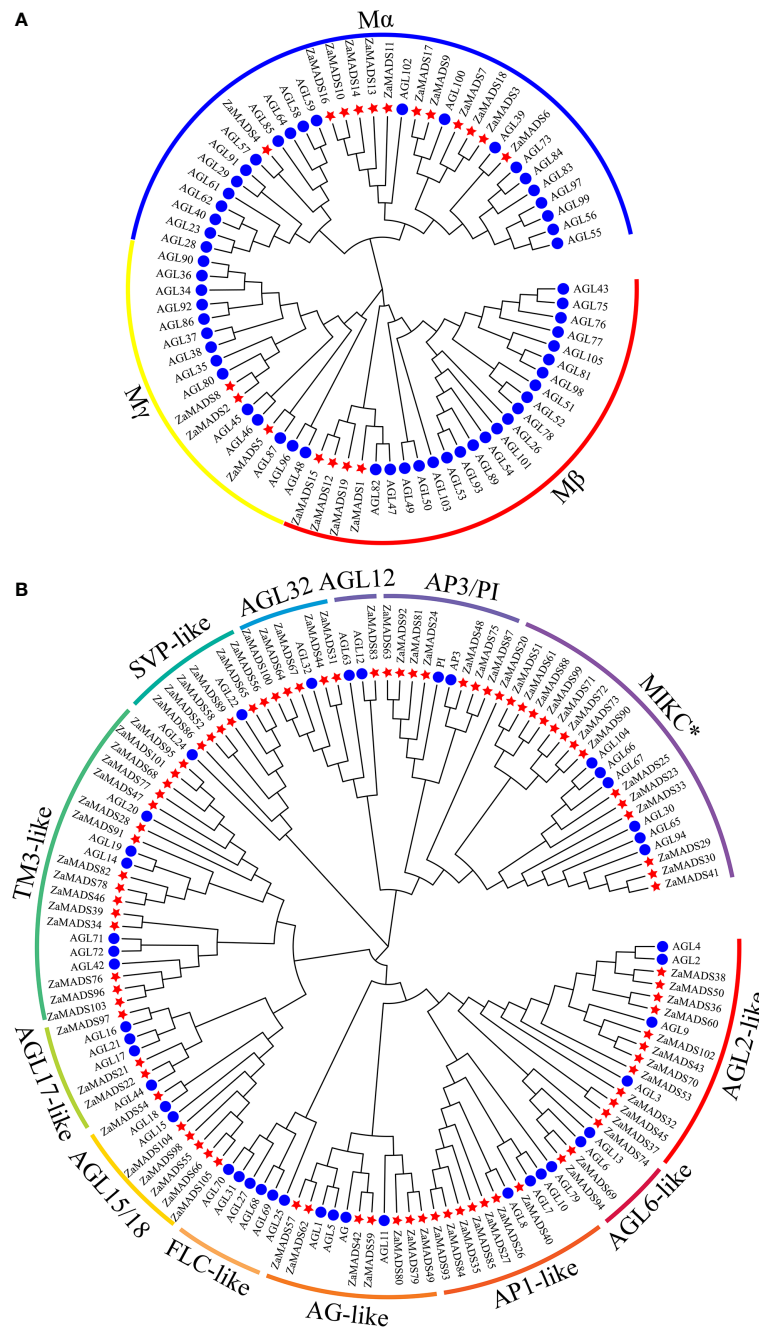 A
Mα
AGL55
AGL56
AGL99
AGL97
AGL83
AGL84
AGL73
ZaMADS6
AGL39
ZaMADS3
ZaMADS18
ZaMADS7
AGL100
ZaMADS9
ZaMADS17
AGL102
ZaMADS11
ZaMADS13
ZaMADS14
ZaMADS10
ZaMADS16
AGL59
AGL58
AGL64
AGL85
ZaMADS4
AGL57
AGL91
AGL29
AGL61
AGL62
AGL40
AGL23
AGL28
AGL90
AGL36
AGL34
AGL92
AGL86
AGL37
AGL38
AGL35
AGL80
ZaMADS8
ZaMADS2
AGL45
AGL46
ZaMADS5
AGL87
AGL96
AGL48
ZaMADS15
ZaMADS12
ZaMADS19
ZaMADS1
AGL82
AGL47
AGL49
AGL50
AGL103
AGL53
AGL93
AGL89
AGL54
AGL101
AGL26
AGL78
AGL52
AGL51
AGL98
AGL81
AGL105
AGL77
AGL76
AGL75
AGL43
Mγ
Mβ
B
AGL32
AGL12
AP3/PI
MIKC*
SVP-like
TM3-like
AGL17-like
AGL15/18
FLC-like
AG-like
AP1-like
AGL6-like
AGL2-like
ZaMADS41
ZaMADS30
ZaMADS29
AGL94
AGL65
AGL30
ZaMADS33
ZaMADS23
ZaMADS25
AGL67
AGL66
AGL104
ZaMADS90
ZaMADS73
ZaMADS72
ZaMADS71
ZaMADS99
ZaMADS88
ZaMADS61
ZaMADS51
ZaMADS20
ZaMADS87
ZaMADS75
ZaMADS48
AP3
PI
ZaMADS24
ZaMADS81
ZaMADS92
ZaMADS63
ZaMADS83
AGL12
AGL63
ZaMADS31
ZaMADS44
AGL32
ZaMADS67
ZaMADS64
ZaMADS100
ZaMADS56
ZaMADS65
AGL22
ZaMADS89
ZaMADS58
ZaMADS52
ZaMADS86
AGL24
ZaMADS95
ZaMADS101
ZaMADS68
ZaMADS77
ZaMADS47
AGL20
ZaMADS28
ZaMADS91
AGL19
AGL14
ZaMADS82
ZaMADS78
ZaMADS46
ZaMADS39
ZaMADS34
AGL71
AGL72
AGL42
ZaMADS76
ZaMADS96
ZaMADS103
ZaMADS97
AGL16
AGL21
AGL17
ZaMADS21
ZaMADS22
AGL44
ZaMADS54
AGL18
AGL15
ZaMADS104
ZaMADS98
ZaMADS55
ZaMADS66
ZaMADS105
AGL70
AGL31
AGL27
AGL68
AGL69
AGL25
ZaMADS57
ZaMADS62
AGL1
AGL5
AG
ZaMADS42
ZaMADS59
AGL11
ZaMADS80
ZaMADS79
ZaMADS49
ZaMADS93
ZaMADS84
ZaMADS35
ZaMADS85
ZaMADS27
ZaMADS26
AGL8
ZaMADS40
AGL7
AGL10
AGL79
ZaMADS94
ZaMADS69
AGL6
AGL13
ZaMADS74
ZaMADS37
ZaMADS45
ZaMADS32
AGL3
ZaMADS53
ZaMADS70
ZaMADS43
ZaMADS102
AGL9
ZaMADS60
ZaMADS36
ZaMADS50
ZaMADS38
AGL2
AGL4